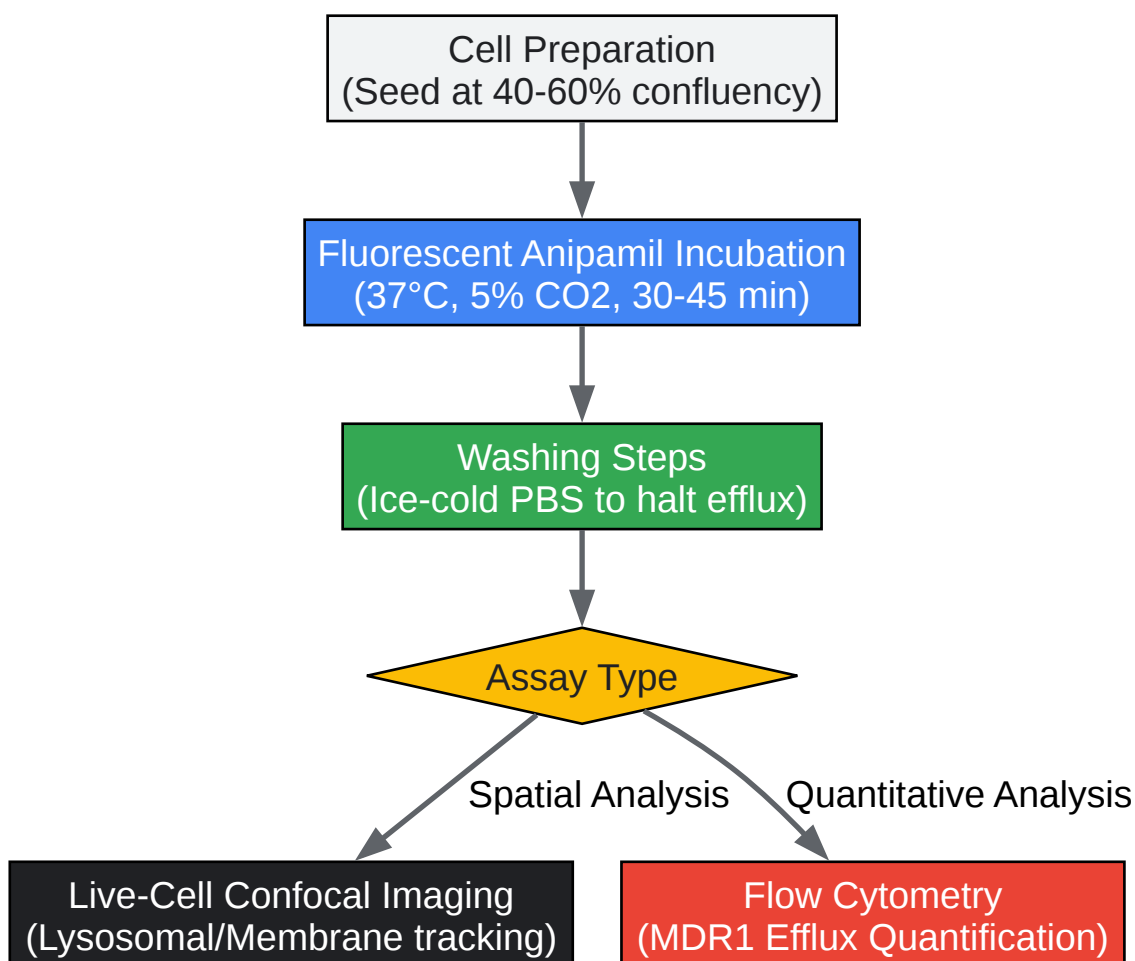 Cell Preparation
(Seed at 40-60% confluency)
Fluorescent Anipamil Incubation
(37°C, 5% CO2, 30-45 min)
Washing Steps
(Ice-cold PBS to halt efflux)
Assay Type
Spatial Analysis
Quantitative Analysis
Live-Cell Confocal Imaging
(Lysosomal/Membrane tracking)
Flow Cytometry
(MDR1 Efflux Quantification)